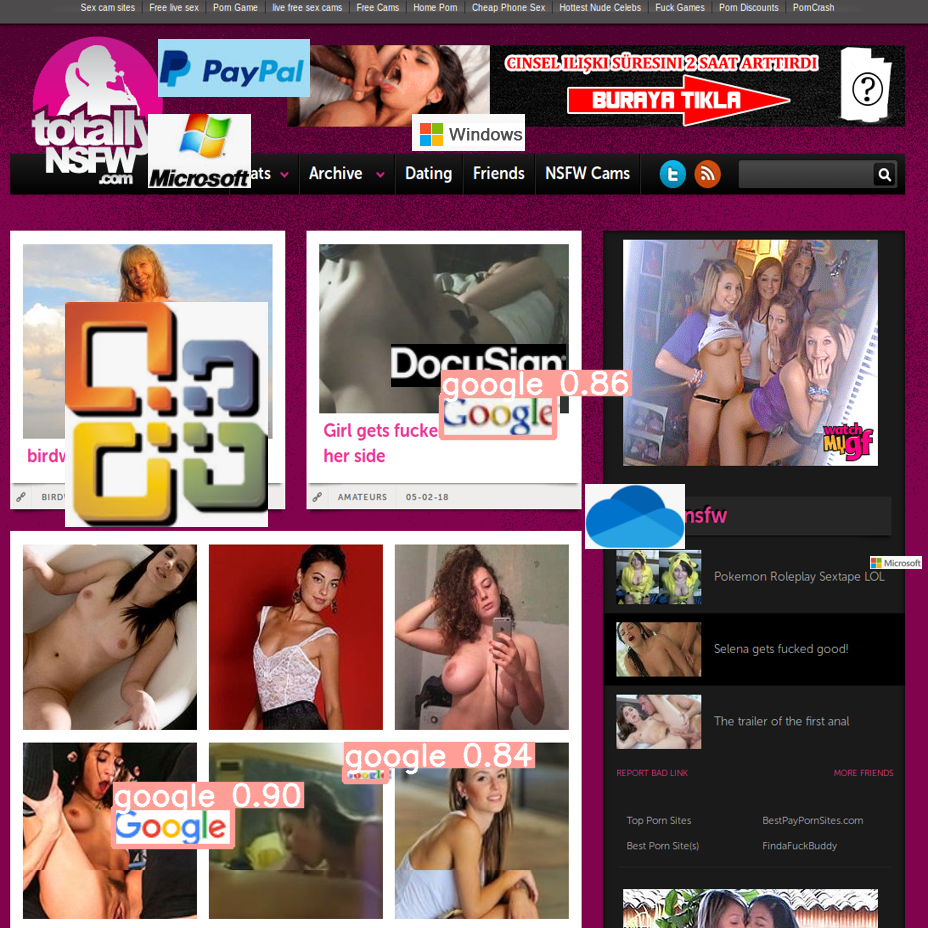 Sex cam sites
Free live sex
Porn Game
live free sex cams
Free Cams
Home Porn
Cheap Phone Sex
Hottest Nude Celebs
Fuck Games
Porn Discounts
PornCrash
PayPal
CINSEL ILIŞKI SÜRESINI 2 SAAT ARTTIRDI
BURAYA TIKLA
?
totally
NSFW
.com
Microsoft
Windows
ats
Archive
Dating
Friends
NSFW Cams
DocuSign
google 0.86
Google
Girl gets fucke
her side
birdw
BIRDW
AMATEURS
05-02-18
watch
MY gf
nsfw
Microsoft
Pokemon Roleplay Sextape LOL
Selena gets fucked good!
The trailer of the first anal
REPORT BAD LINK
MORE FRIENDS
google 0.84
Google
google 0.90
Google
Top Porn Sites
BestPayPornSites.com
Best Porn Site(s)
FindaFuckBuddy